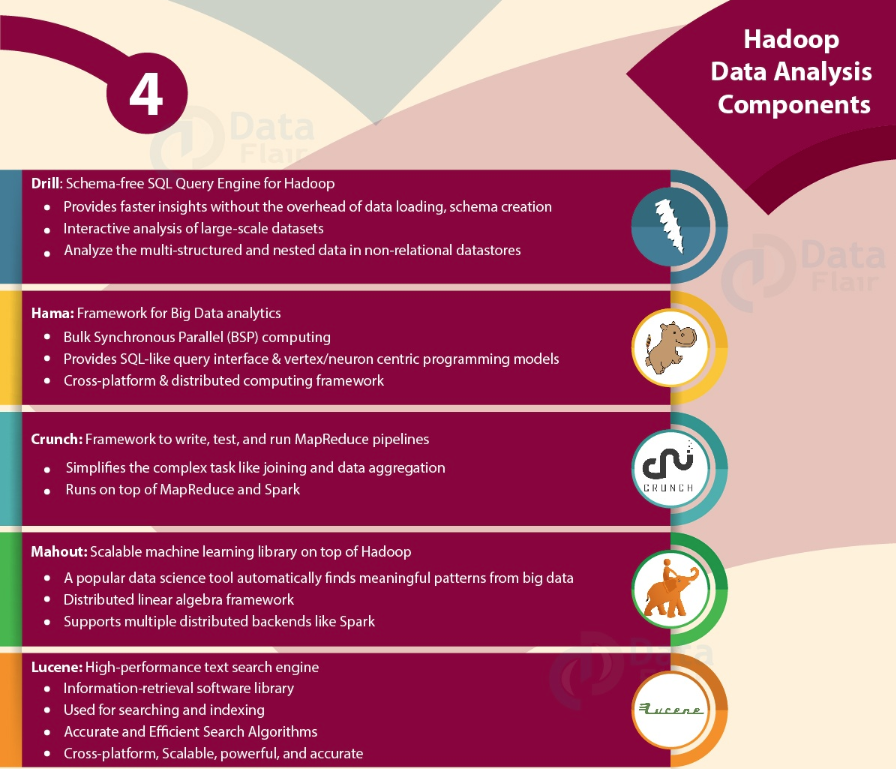 4
Hadoop
Data Analysis
Components
Data
Flair
Drill: Schema-free SQL Query Engine for Hadoop
• Provides faster insights without the overhead of data loading, schema creation
• Interactive analysis of large-scale datasets
• Analyze the multi-structured and nested data in non-relational datastores
Data
Flair
Hama: Framework for Big Data analytics
• Bulk Synchronous Parallel (BSP) computing
• Provides SQL-like query interface & vertex/neuron centric programming models
• Cross-platform & distributed computing framework
Crunch: Framework to write, test, and run MapReduce pipelines
• Simplifies the complex task like joining and data aggregation
• Runs on top of MapReduce and Spark
CRUNCH
Mahout: Scalable machine learning library on top of Hadoop
• A popular data science tool automatically finds meaningful patterns from big data
• Distributed linear algebra framework
• Supports multiple distributed backends like Spark
Data
Lucene: High-performance text search engine
• Information-retrieval software library
• Used for searching and indexing
• Accurate and Efficient Search Algorithms
• Cross-platform, Scalable, powerful, and accurate
Lucene